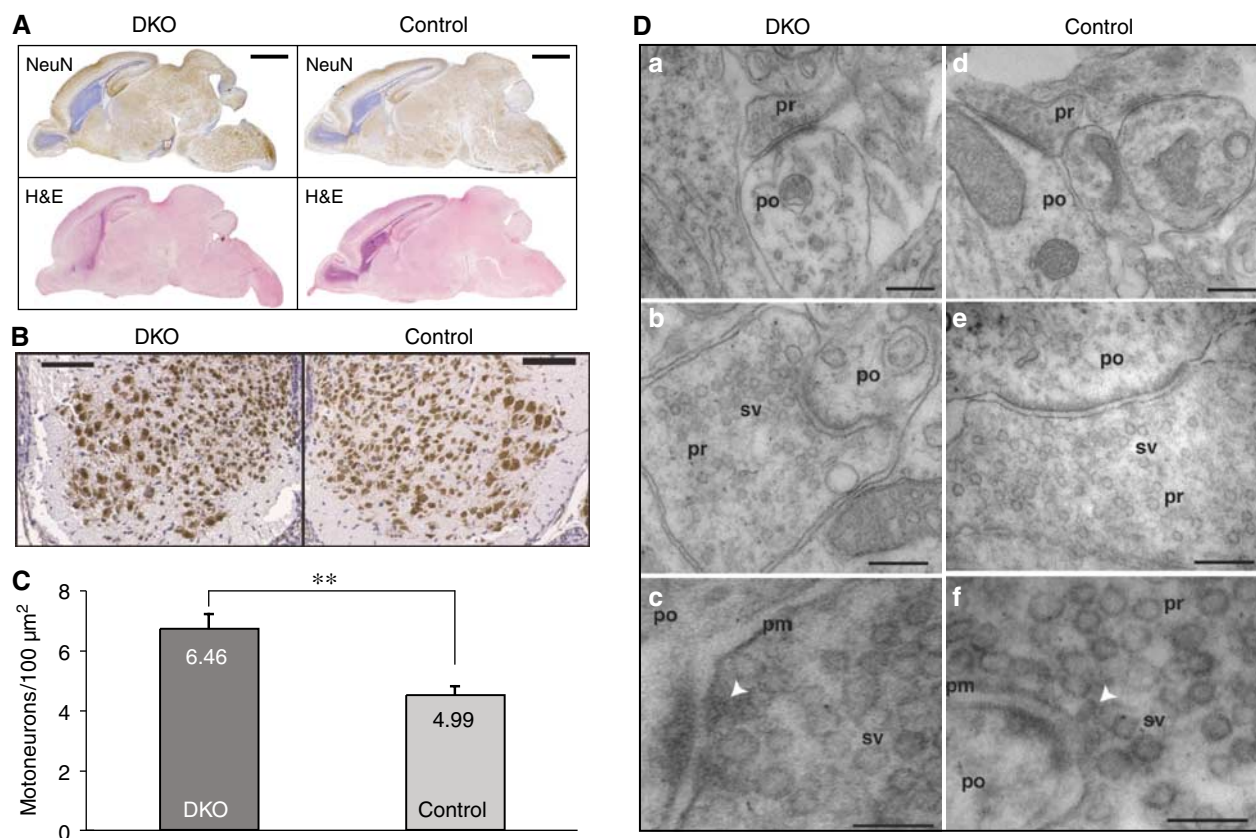 A
DKO
Control
NeuN
NeuN
H&E
H&E
B
DKO
Control
C
8
6
4
2
0
Motoneurons/100 µm²
**
6.46
4.99
DKO
Control
D
DKO
Control
a
pr
po
d
pr
po
b
po
sv
pr
e
po
sv
pr
c
po
pm
sv
f
pr
pm
sv
po